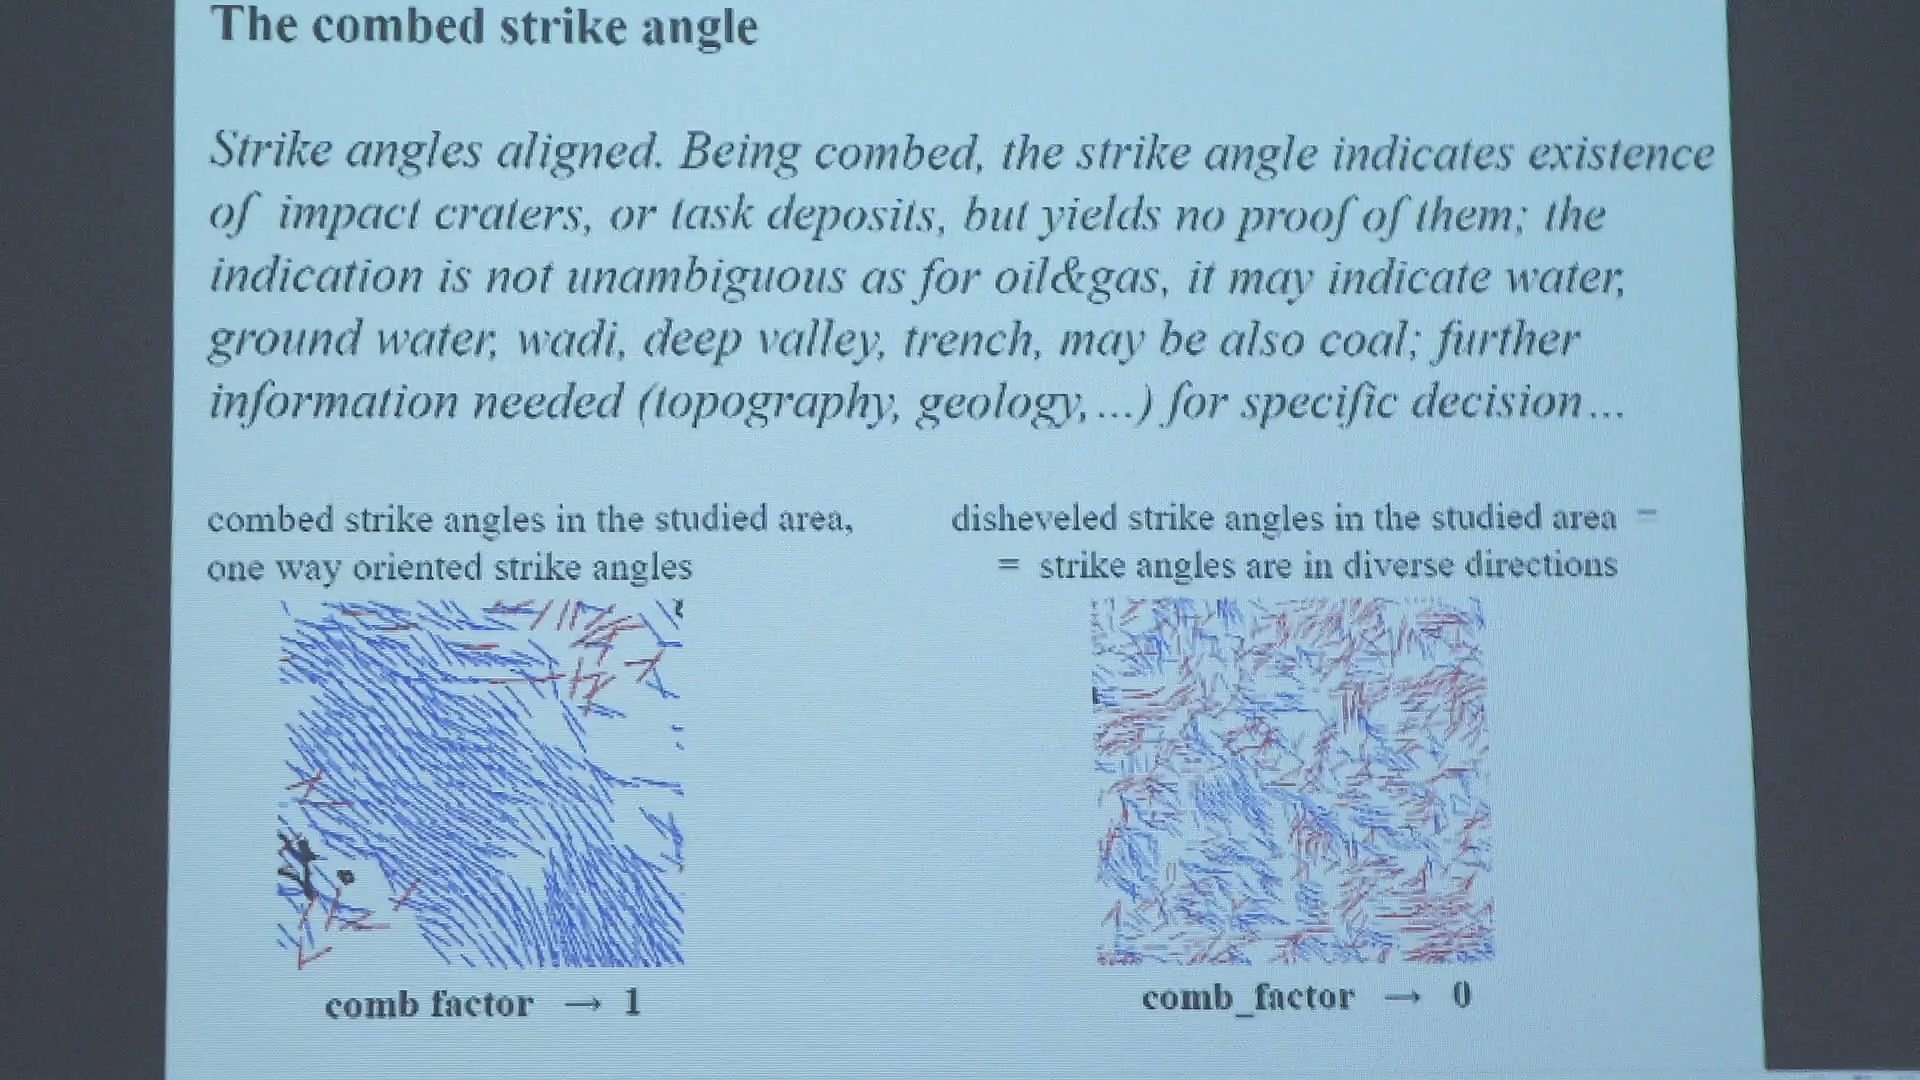 The combed strike angle
Strike angles aligned. Being combed, the strike angle indicates existence
of impact craters, or task deposits, but yields no proof of them; the
indication is not unambiguous as for oil&gas, it may indicate water,
ground water, wadi, deep valley, trench, may be also coal; further
information needed (topography, geology,...) for specific decision...
combed strike angles in the studied area,
one way oriented strike angles
disheveled strike angles in the studied area =
= strike angles are in diverse directions
comb factor → 1
comb_factor → 0